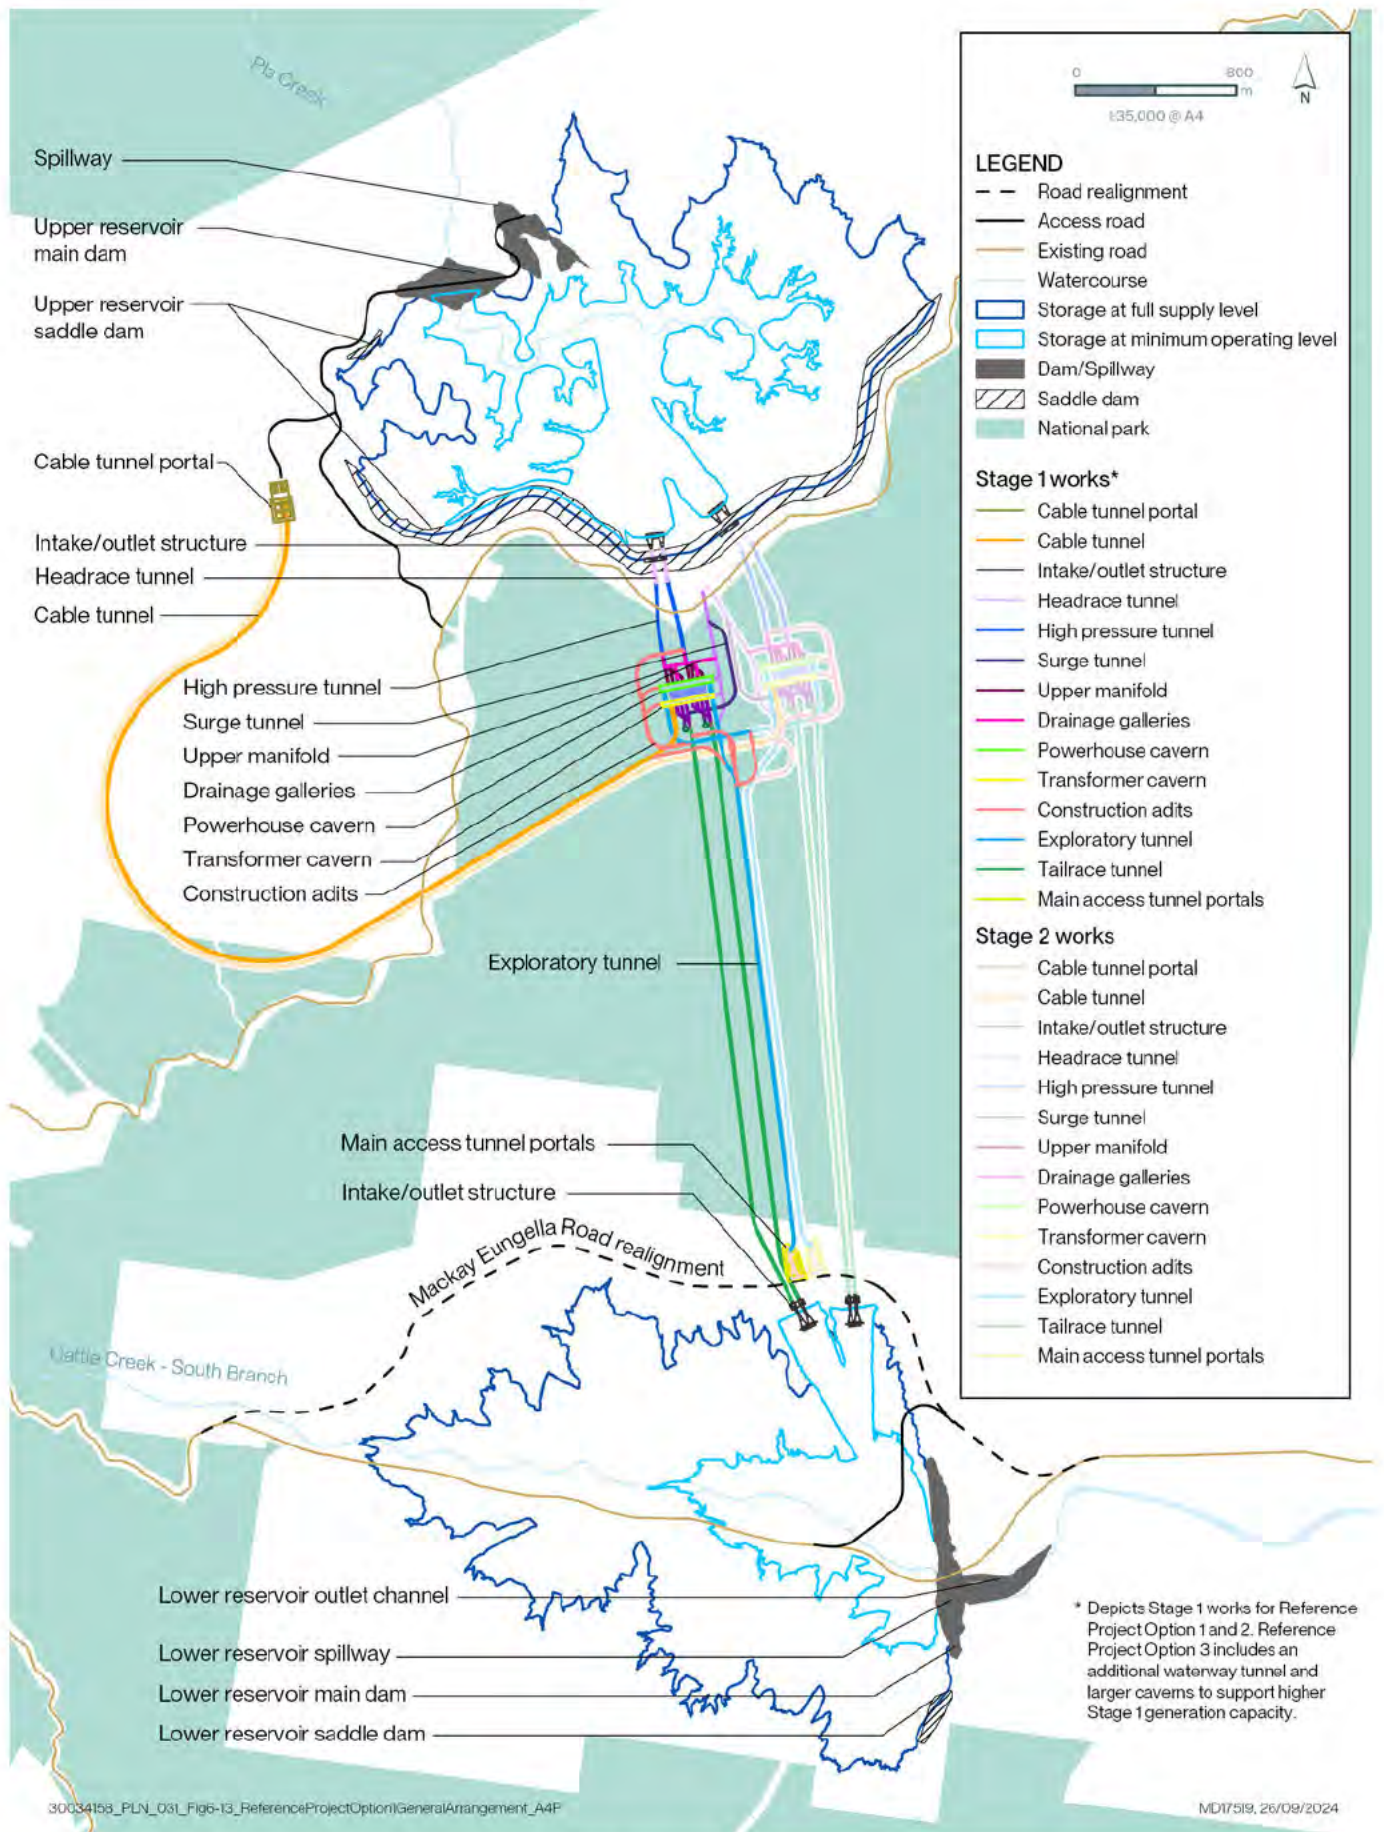 Pla Creek
Spillway
Upper reservoir
main dam
Upper reservoir
saddle dam
Cable tunnel portal
Intake/outlet structure
Headrace tunnel
Cable tunnel
High pressure tunnel
Surge tunnel
Upper manifold
Drainage galleries
Powerhouse cavern
Transformer cavern
Construction adits
Exploratory tunnel
Main access tunnel portals
Intake/outlet structure
Mackay Eungella Road realignment
Creek - South Branch
Lower reservoir outlet channel
Lower reservoir spillway
Lower reservoir main dam
Lower reservoir saddle dam
0 800
m
N
1:35,000 @ A4
LEGEND
Road realignment
Access road
Existing road
Watercourse
Storage at full supply level
Storage at minimum operating level
Dam/Spillway
Saddle dam
National park
Stage 1 works*
Cable tunnel portal
Cable tunnel
Intake/outlet structure
Headrace tunnel
High pressure tunnel
Surge tunnel
Upper manifold
Drainage galleries
Powerhouse cavern
Transformer cavern
Construction adits
Exploratory tunnel
Tailrace tunnel
Main access tunnel portals
Stage 2 works
Cable tunnel portal
Cable tunnel
Intake/outlet structure
Headrace tunnel
High pressure tunnel
Surge tunnel
Upper manifold
Drainage galleries
Powerhouse cavern
Transformer cavern
Construction adits
Exploratory tunnel
Tailrace tunnel
Main access tunnel portals
* Depicts Stage 1 works for Reference
Project Option 1 and 2. Reference
Project Option 3 includes an
additional waterway tunnel and
larger caverns to support higher
Stage 1 generation capacity.
30034158_PLN_031_Fig6-13_ReferenceProjectOption1GeneralArrangement_A4P
MD17519, 26/09/2024